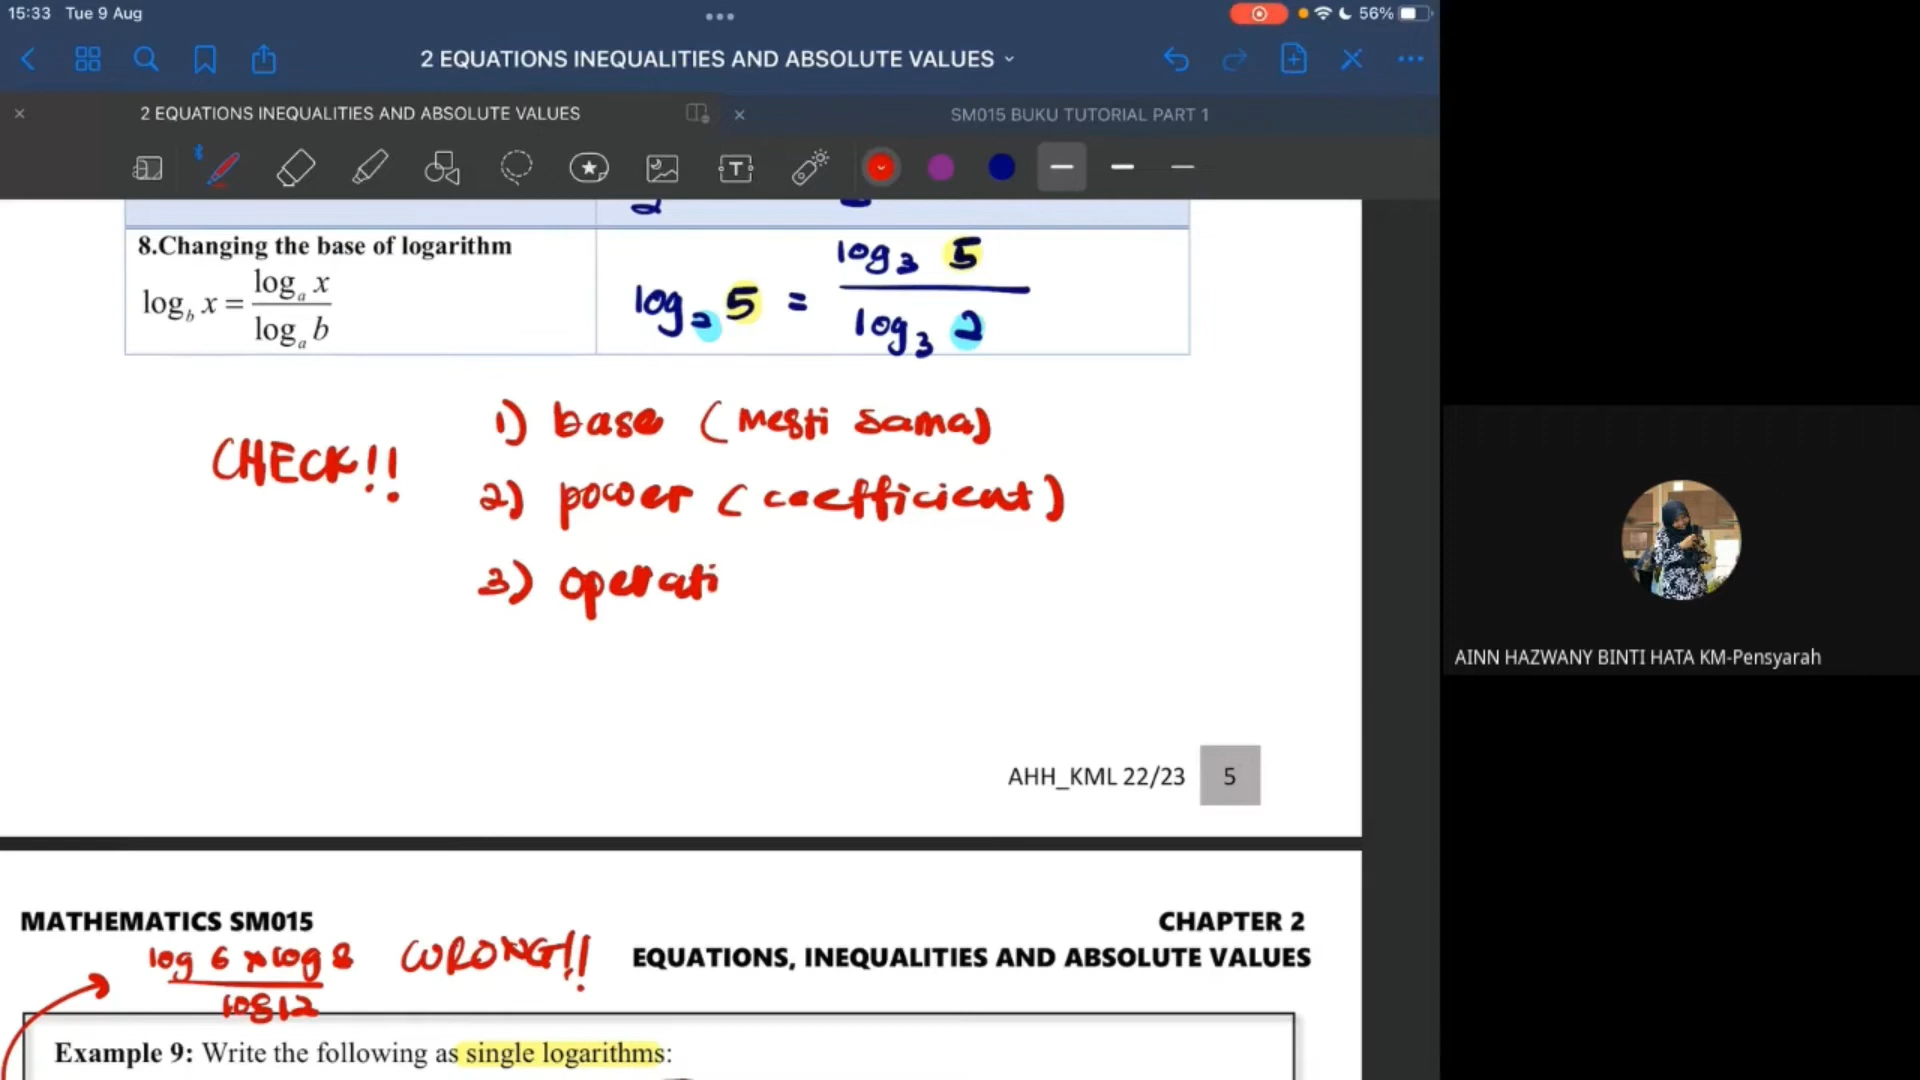 15:33 Tue 9 Aug
56%
2 EQUATIONS INEQUALITIES AND ABSOLUTE VALUES
2 EQUATIONS INEQUALITIES AND ABSOLUTE VALUES
SM015 BUKU TUTORIAL PART 1
8.Changing the base of logarithm
log_b x = log_a x / log_a b
log_2 5 = log_3 5 / log_3 2
CHECK!!
1) base (mesti sama)
2) power (coefficient)
3) operati
AHH_KML 22/23 5
AINN HAZWANY BINTI HATA KM-Pensyarah
MATHEMATICS SM015
CHAPTER 2
EQUATIONS, INEQUALITIES AND ABSOLUTE VALUES
log 6 x log 8 / log 12 WRONG!!
Example 9: Write the following as single logarithms: